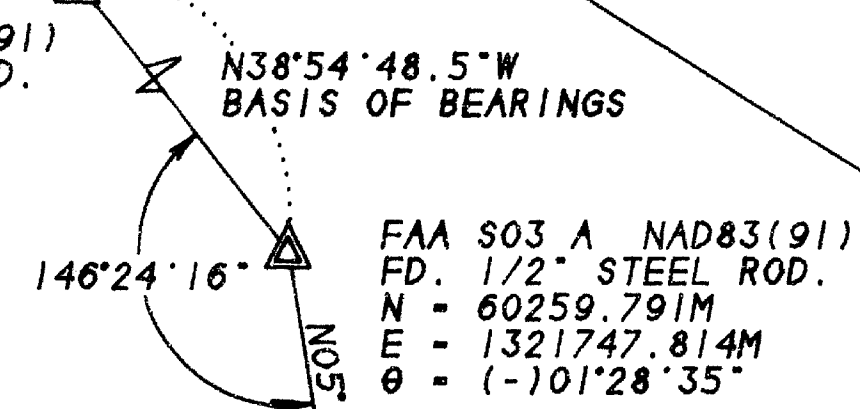 91)
D.
N38°54'48.5"W
BASIS OF BEARINGS
146°24'16"
FAA S03 A NAD83(91)
FD. 1/2" STEEL ROD.
N = 60259.791M
E = 1321747.814M
θ = (-)01°28'35"
N05°